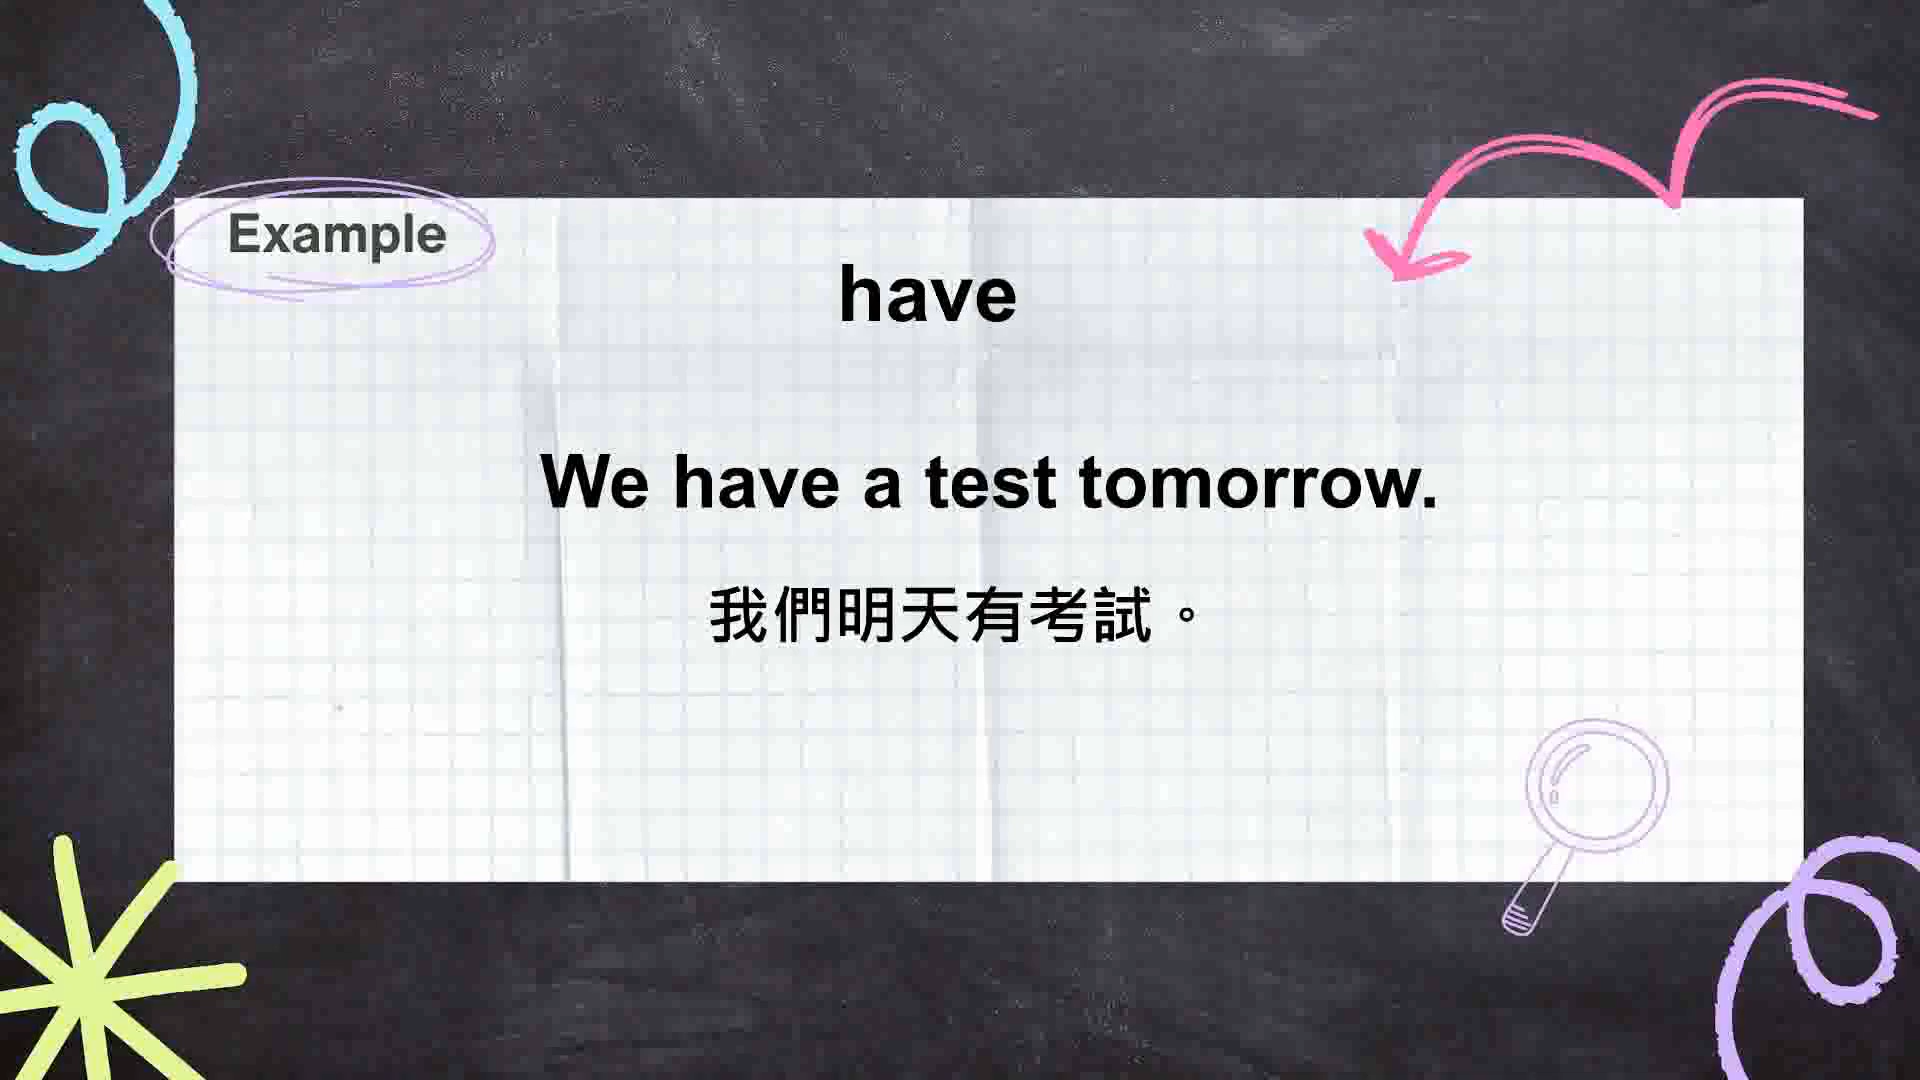 Example
have
We have a test tomorrow.
我們明天有考試。